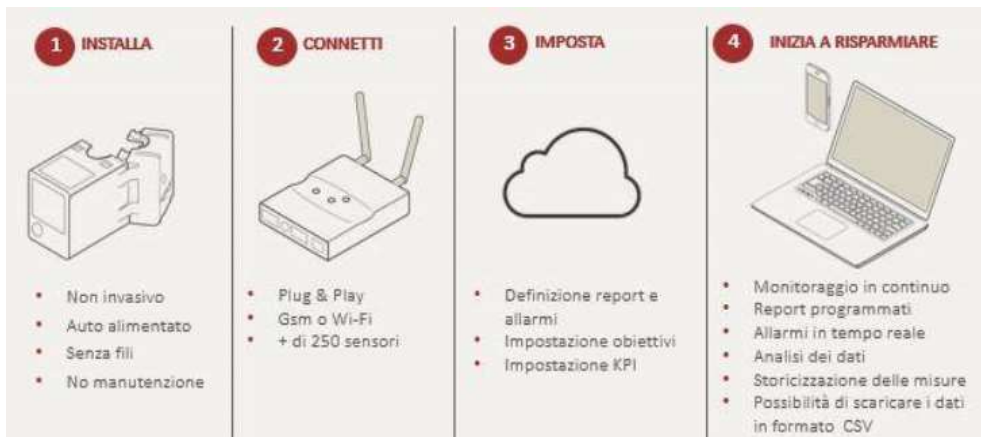 1 INSTALLA
• Non invasivo
• Auto alimentato
• Senza fili
• No manutenzione
2 CONNETTI
• Plug & Play
• Gsm o Wi-Fi
• + di 250 sensori
3 IMPOSTA
• Definizione report e
allarmi
• Impostazione obiettivi
• Impostazione KPI
4 INIZIA A RISPARMIARE
• Monitoraggio in continuo
• Report programmati
• Allarmi in tempo reale
• Analisi dei dati
• Storicizzazione delle misure
• Possibilità di scaricare i dati
in formato CSV